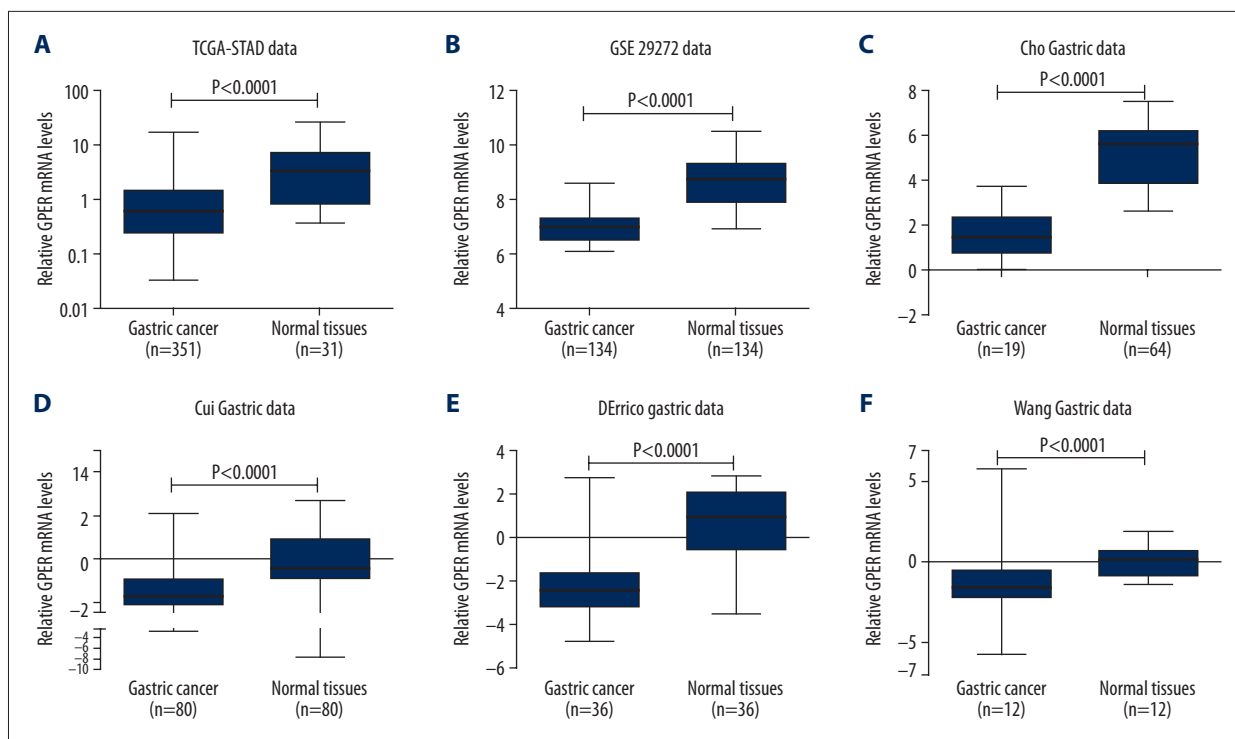 A
TCGA-STAD data
P<0.0001
Relative GPER mRNA levels
100
10
1
0.1
0.01
Gastric cancer
(n=351)
Normal tissues
(n=31)
B
GSE 29272 data
P<0.0001
Relative GPER mRNA levels
12
10
8
6
4
Gastric cancer
(n=134)
Normal tissues
(n=134)
C
Cho Gastric data
P<0.0001
Relative GPER mRNA levels
8
6
4
2
0
−2
Gastric cancer
(n=19)
Normal tissues
(n=64)
D
Cui Gastric data
P<0.0001
Relative GPER mRNA levels
14
2
0
−2
−4
−6
−8
−10
Gastric cancer
(n=80)
Normal tissues
(n=80)
E
DErrico gastric data
P<0.0001
Relative GPER mRNA levels
4
2
0
−2
−4
−6
Gastric cancer
(n=36)
Normal tissues
(n=36)
F
Wang Gastric data
P<0.0001
Relative GPER mRNA levels
7
5
0
−5
−7
Gastric cancer
(n=12)
Normal tissues
(n=12)